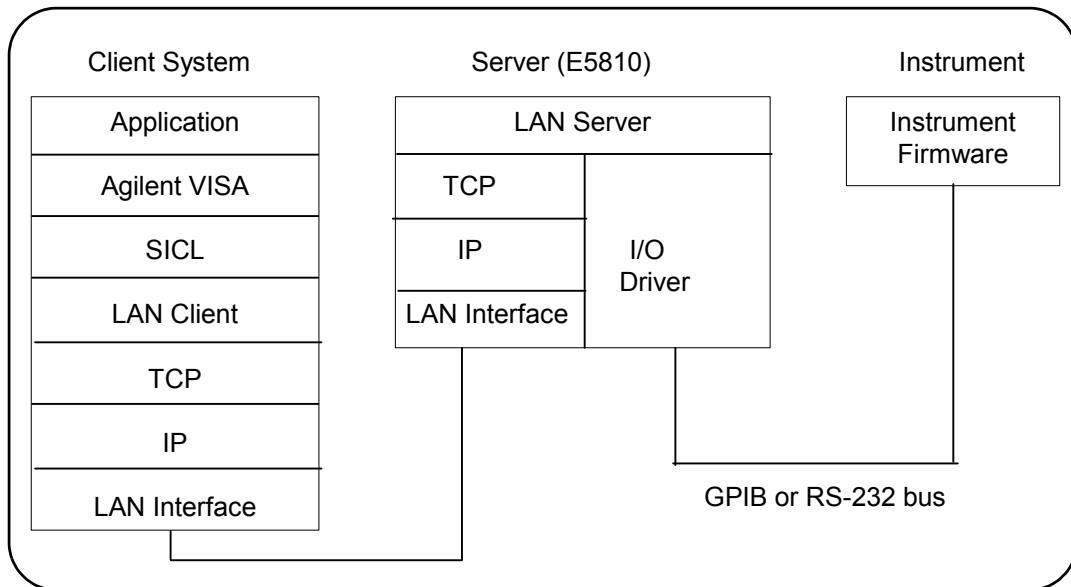 Client System
Application
Agilent VISA
SICL
LAN Client
TCP
IP
LAN Interface
Server (E5810)
LAN Server
TCP
IP
LAN Interface
I/O
Driver
Instrument
Instrument
Firmware
GPIB or RS-232 bus